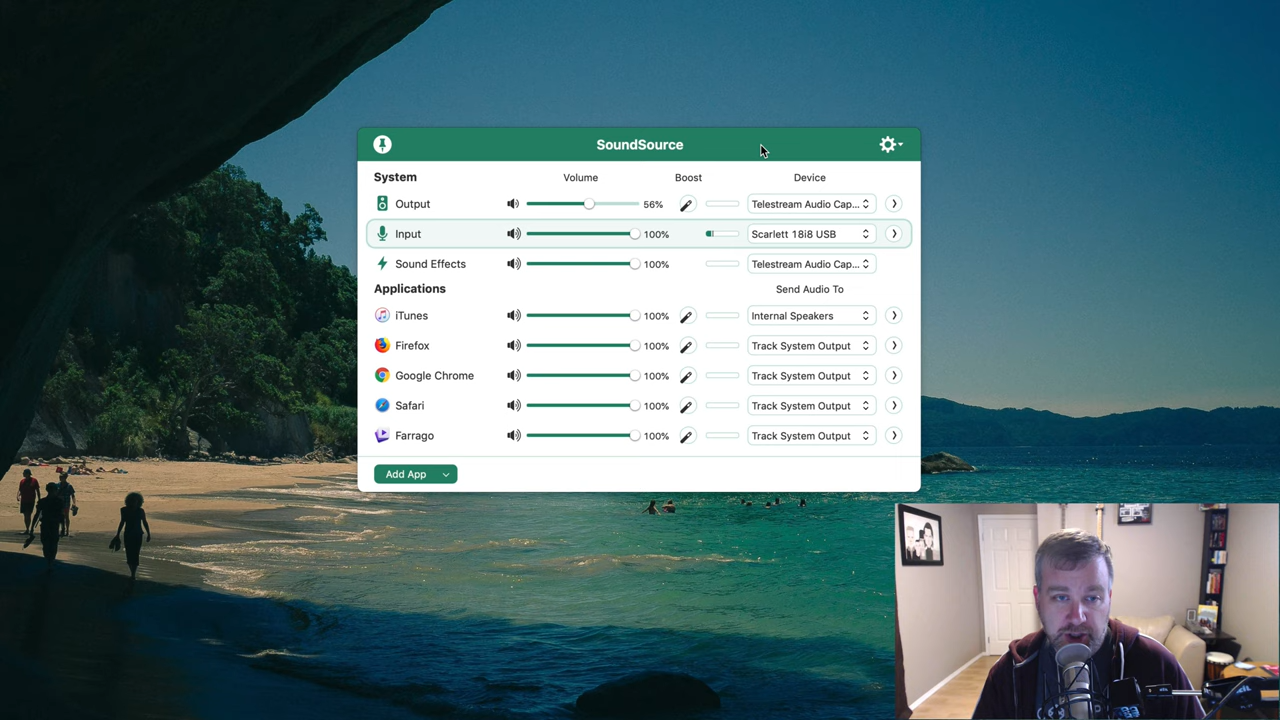 SoundSource
System Volume Boost Device
Output 56% Telestream Audio Cap...
Input 100% Scarlett 18i8 USB
Sound Effects 100% Telestream Audio Cap...
Applications Send Audio To
iTunes 100% Internal Speakers
Firefox 100% Track System Output
Google Chrome 100% Track System Output
Safari 100% Track System Output
Farrago 100% Track System Output
Add App